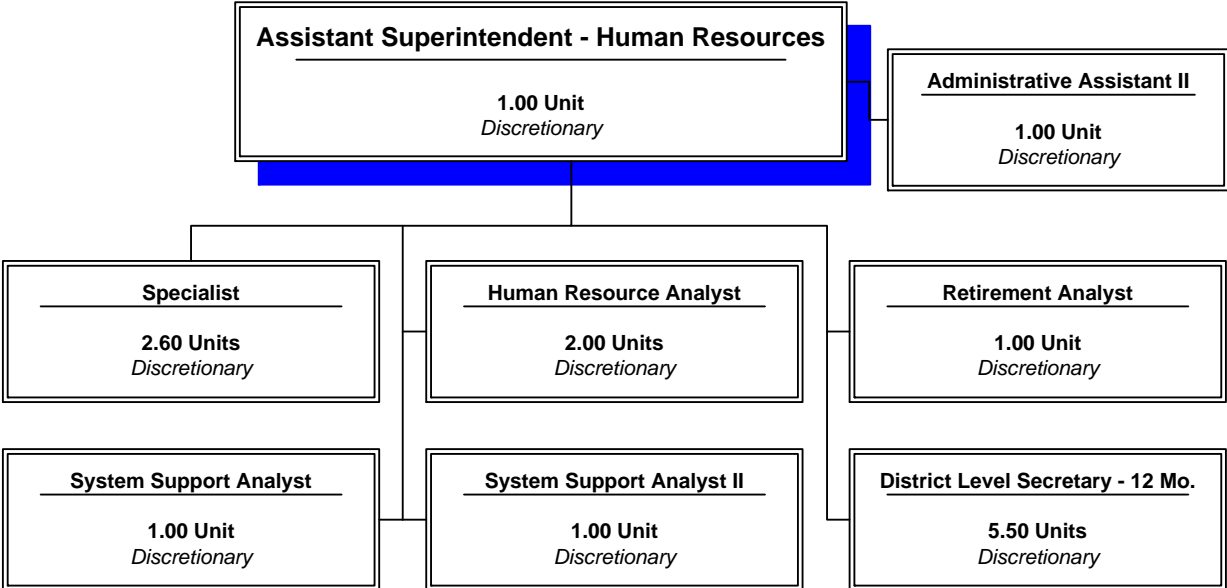 Assistant Superintendent - Human Resources
1.00 Unit
Discretionary
Administrative Assistant II
1.00 Unit
Discretionary
Specialist
2.60 Units
Discretionary
Human Resource Analyst
2.00 Units
Discretionary
Retirement Analyst
1.00 Unit
Discretionary
System Support Analyst
1.00 Unit
Discretionary
System Support Analyst II
1.00 Unit
Discretionary
District Level Secretary - 12 Mo.
5.50 Units
Discretionary